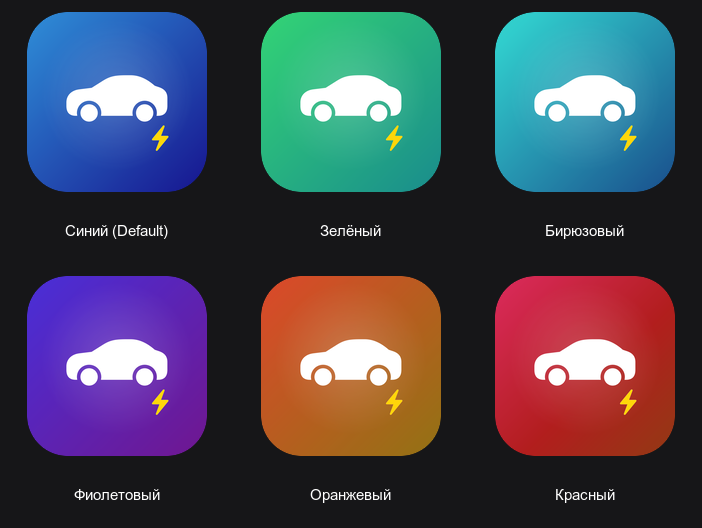 Синий (Default)
Зелёный
Бирюзовый
Фиолетовый
Оранжевый
Красный